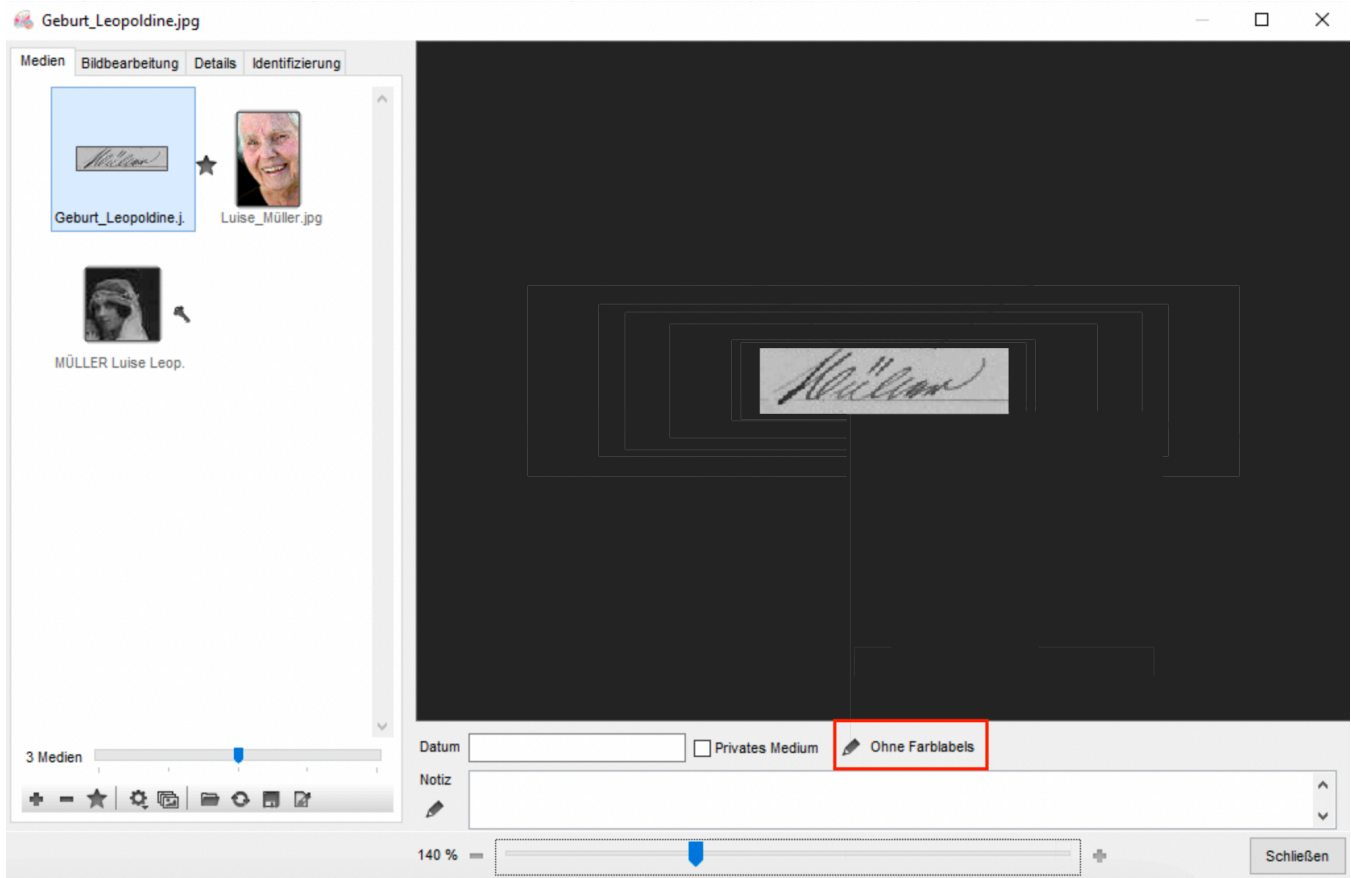 Geburt_Leopoldine.jpg
Medien Bildbearbeitung Details Identifizierung
Geburt_Leopoldine.j. Luise_Müller.jpg
MÜLLER Luise Leop.
3 Medien
Datum Privates Medium Ohne Farblabels
Notiz
140 % Schließen